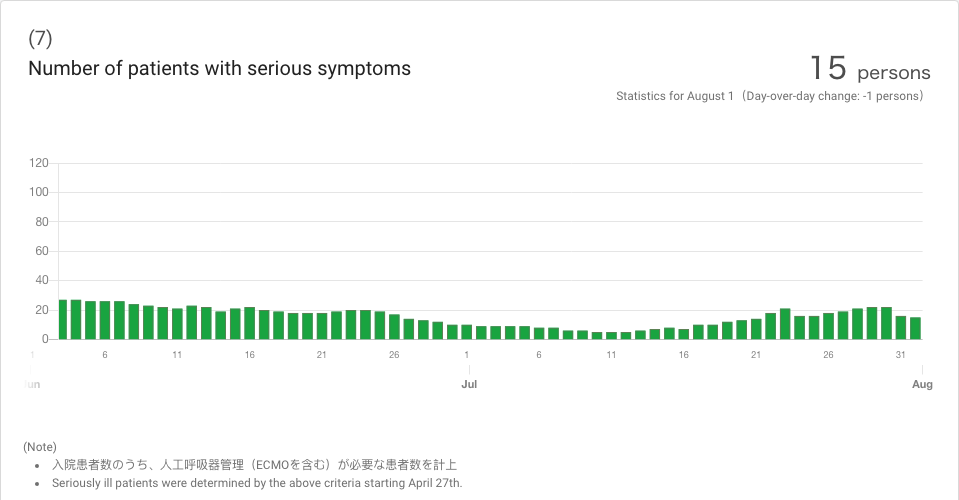 (7)
Number of patients with serious symptoms
15 persons
Statistics for August 1（Day-over-day change: -1 persons）
120
100
80
60
40
20
0
1 6 11 16 21 26 1 6 11 16 21 26 31
Jul Aug
(Note)
• 入院患者数のうち、人工呼吸器管理（ECMOを含む）が必要な患者数を計上
• Seriously ill patients were determined by the above criteria starting April 27th.